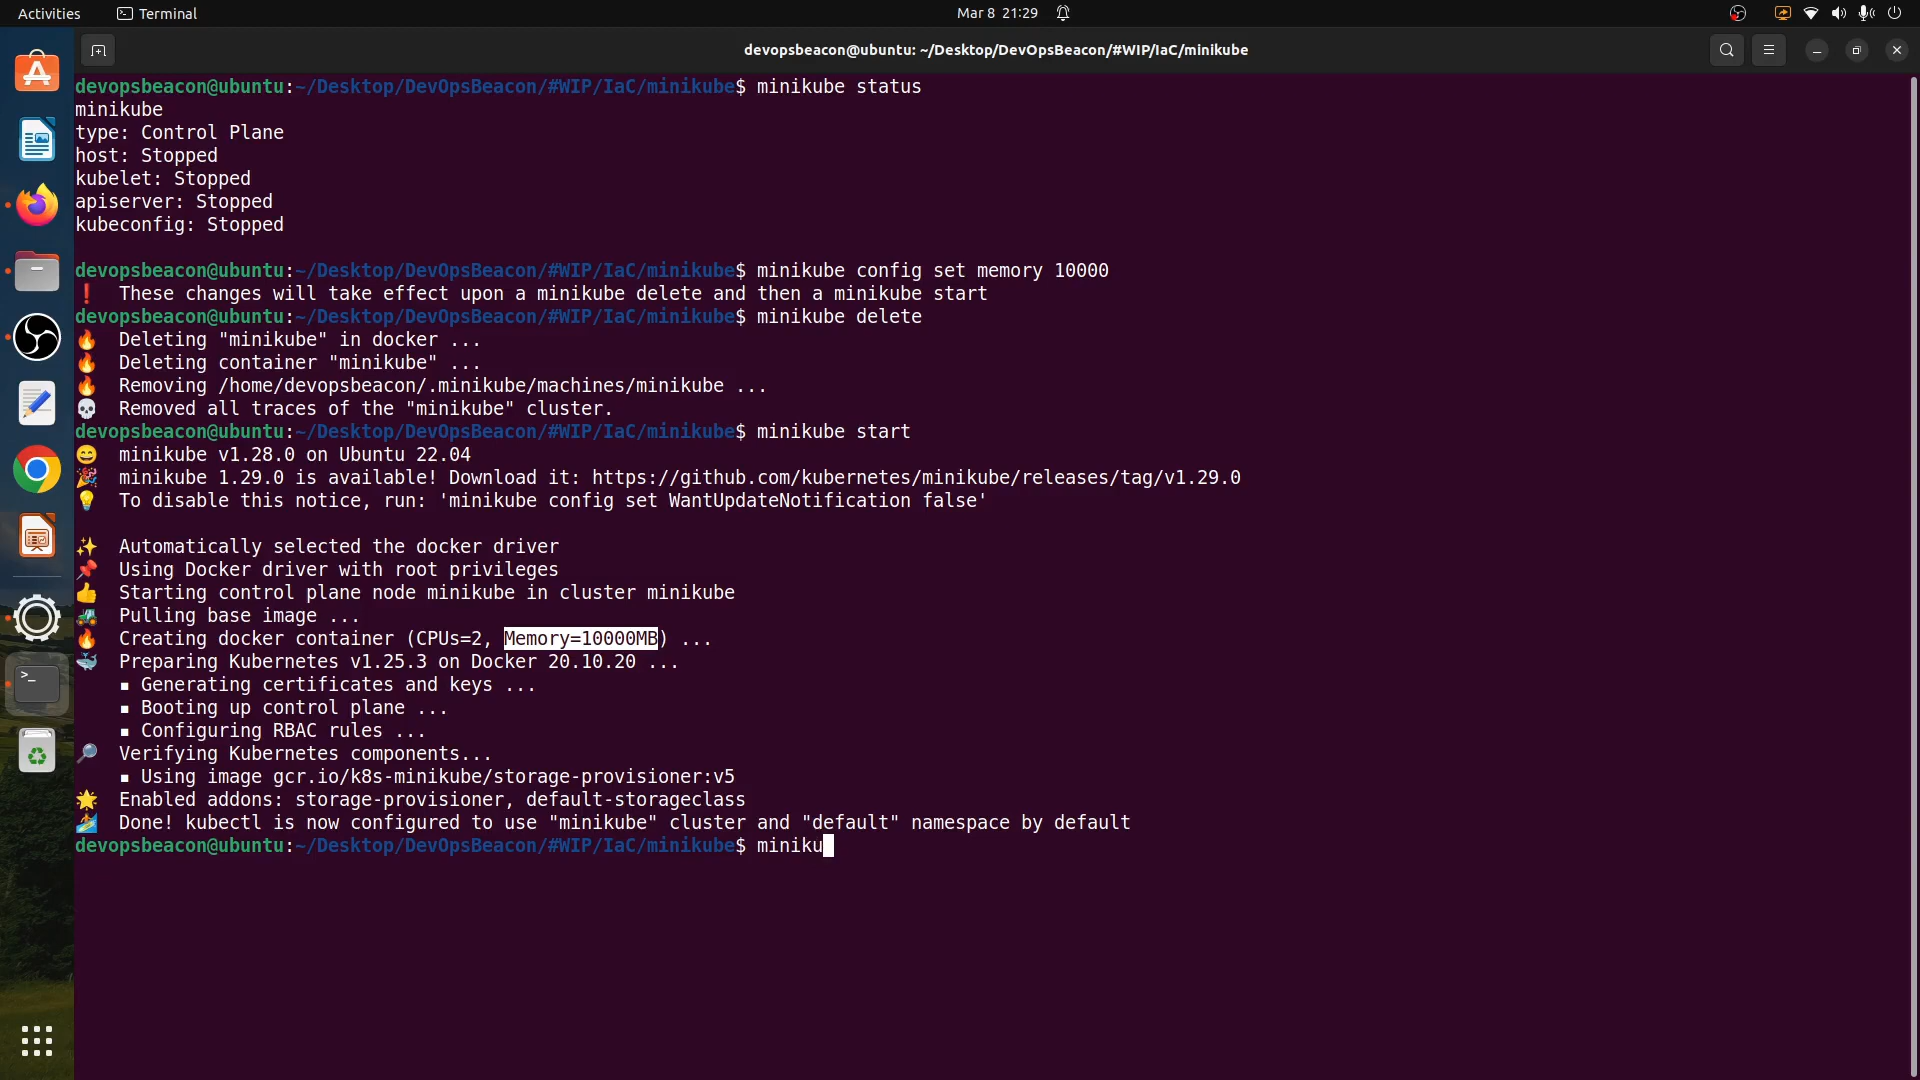 Activities
Terminal
Mar 8 21:29
devopsbeacon@ubuntu: ~/Desktop/DevOpsBeacon/#WIP/IaC/minikube
devopsbeacon@ubuntu:~/Desktop/DevOpsBeacon/#WIP/IaC/minikube$ minikube status
minikube
type: Control Plane
host: Stopped
kubelet: Stopped
apiserver: Stopped
kubeconfig: Stopped
devopsbeacon@ubuntu:~/Desktop/DevOpsBeacon/#WIP/IaC/minikube$ minikube config set memory 10000
❗ These changes will take effect upon a minikube delete and then a minikube start
devopsbeacon@ubuntu:~/Desktop/DevOpsBeacon/#WIP/IaC/minikube$ minikube delete
🔥 Deleting "minikube" in docker ...
🔥 Deleting container "minikube" ...
🔥 Removing /home/devopsbeacon/.minikube/machines/minikube ...
💀 Removed all traces of the "minikube" cluster.
devopsbeacon@ubuntu:~/Desktop/DevOpsBeacon/#WIP/IaC/minikube$ minikube start
😄 minikube v1.28.0 on Ubuntu 22.04
🎉 minikube 1.29.0 is available! Download it: https://github.com/kubernetes/minikube/releases/tag/v1.29.0
💡 To disable this notice, run: 'minikube config set WantUpdateNotification false'
✨ Automatically selected the docker driver
📌 Using Docker driver with root privileges
👍 Starting control plane node minikube in cluster minikube
🚜 Pulling base image ...
🔥 Creating docker container (CPUs=2, Memory=10000MB) ...
🐳 Preparing Kubernetes v1.25.3 on Docker 20.10.20 ...
▪ Generating certificates and keys ...
▪ Booting up control plane ...
▪ Configuring RBAC rules ...
🔎 Verifying Kubernetes components...
▪ Using image gcr.io/k8s-minikube/storage-provisioner:v5
🌟 Enabled addons: storage-provisioner, default-storageclass
🏄 Done! kubectl is now configured to use "minikube" cluster and "default" namespace by default
devopsbeacon@ubuntu:~/Desktop/DevOpsBeacon/#WIP/IaC/minikube$ miniku